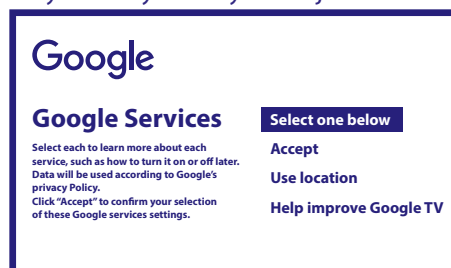 Google
Google Services
Select each to learn more about each
service, such as how to turn it on or off later.
Data will be used according to Google's
privacy Policy.
Click “Accept” to confirm your selection
of these Google services settings.
Select one below
Accept
Use location
Help improve Google TV